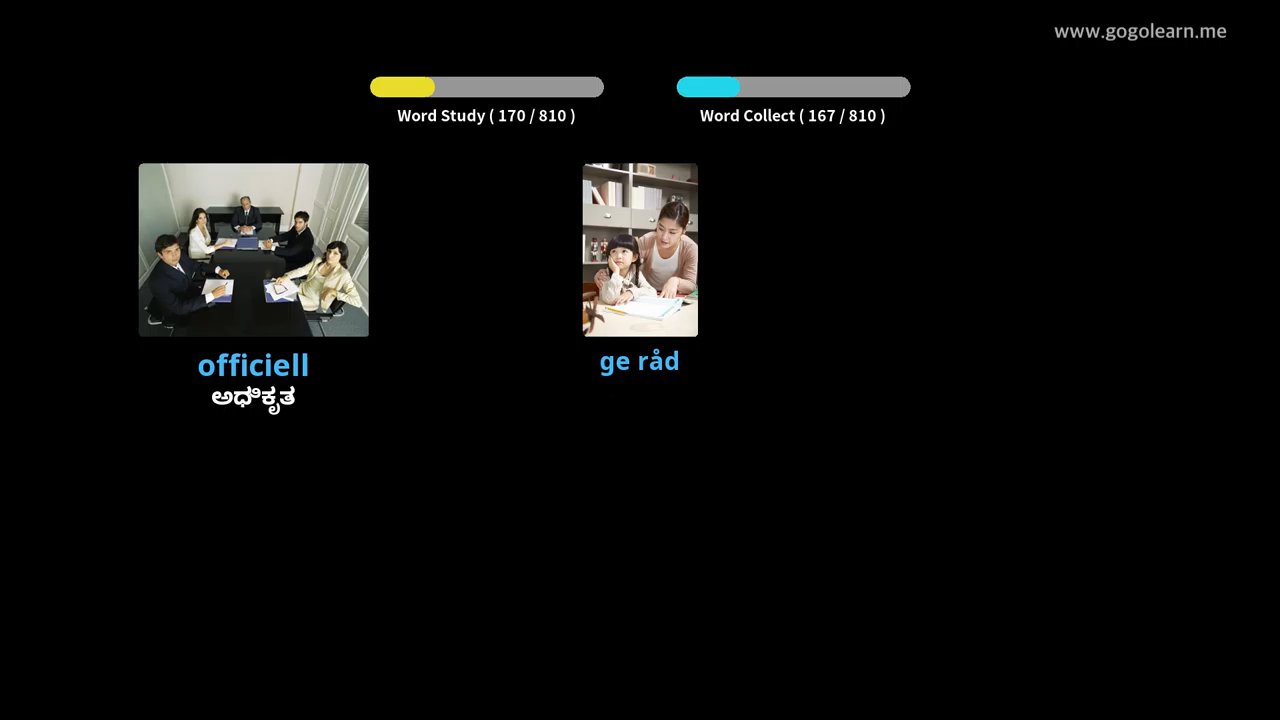 www.gogolearn.me
Word Study ( 170 / 810 )
Word Collect ( 167 / 810 )
officiell
ಅಧಿಕೃತ
ge råd